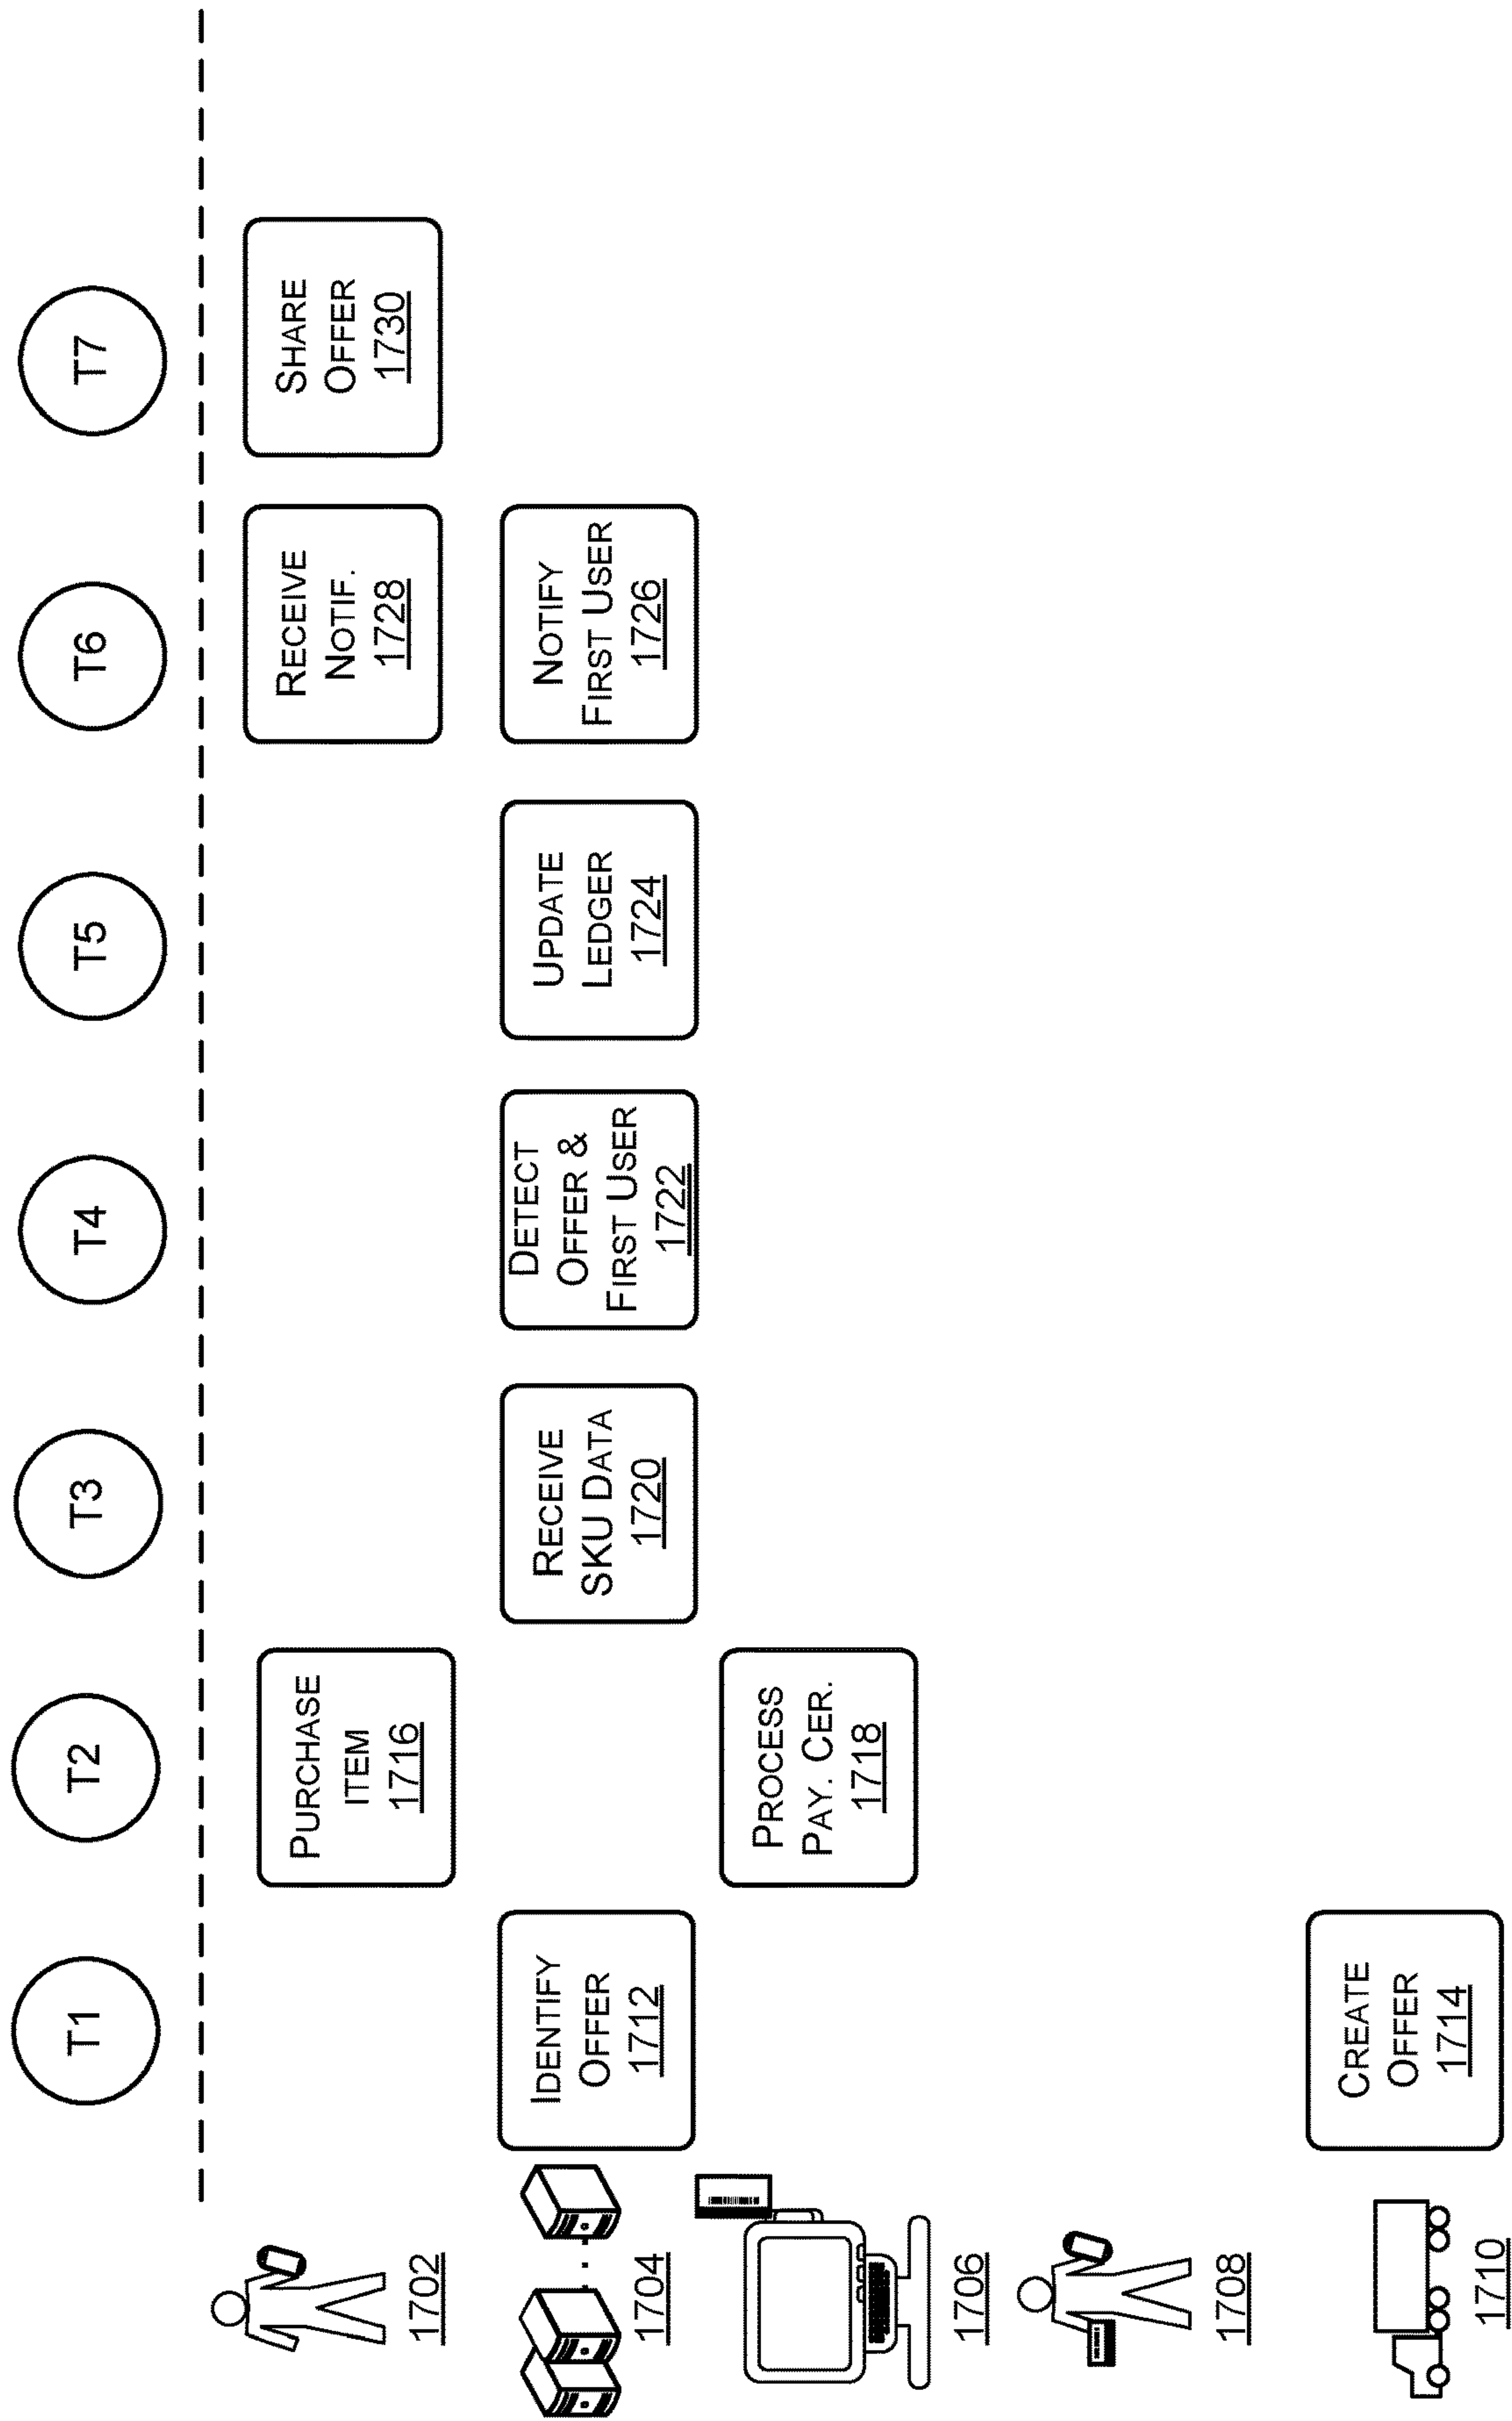 T1
T2
T3
T4
T5
T6
T7
1702
PURCHASE
ITEM
1716
RECEIVE
NOTIF.
1728
SHARE
OFFER
1730
1704
IDENTIFY
OFFER
1712
RECEIVE
SKU DATA
1720
DETECT
OFFER &
FIRST USER
1722
UPDATE
LEDGER
1724
NOTIFY
FIRST USER
1726
1706
PROCESS
PAY. CER.
1718
1708
1710
CREATE
OFFER
1714